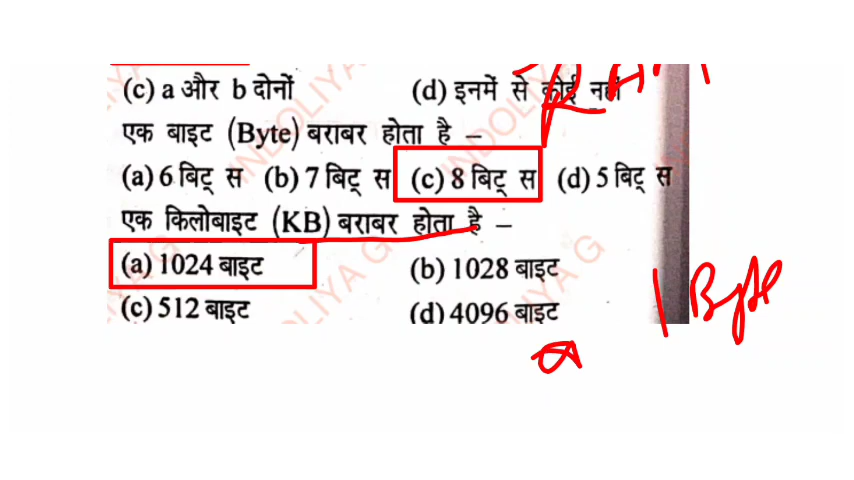 (c) a और b दोनों (d) इनमें से कोई नहीं
एक बाइट (Byte) बराबर होता है –
(a) 6 बिट् स (b) 7 बिट् स (c) 8 बिट् स (d) 5 बिट् स
एक किलोबाइट (KB) बराबर होता है –
(a) 1024 बाइट (b) 1028 बाइट
(c) 512 बाइट (d) 4096 बाइट
1 Byte